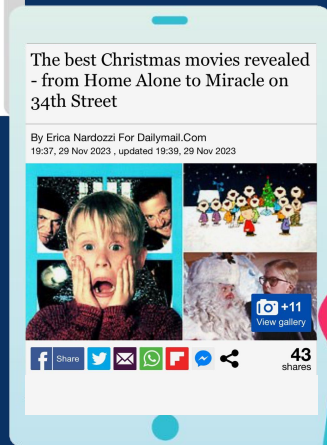 The best Christmas movies revealed
- from Home Alone to Miracle on
34th Street
By Erica Nardozzi For Dailymail.Com
19:37, 29 Nov 2023 , updated 19:39, 29 Nov 2023
+11
View gallery
f Share
43
shares